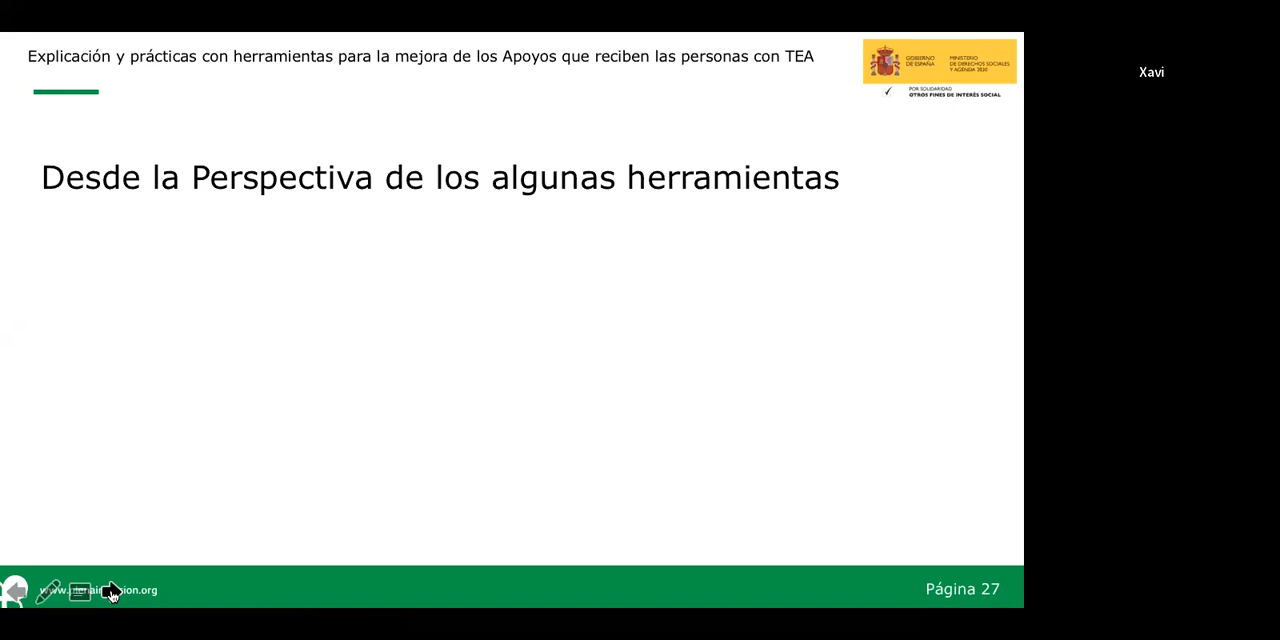 Explicación y prácticas con herramientas para la mejora de los Apoyos que reciben las personas con TEA
GOBIERNO
DE ESPAÑA
MINISTERIO
DE DERECHOS SOCIALES
Y AGENDA 2030
POR SOLIDARIDAD
OTROS FINES DE INTERÉS SOCIAL
Xavi
Desde la Perspectiva de los algunas herramientas
Página 27